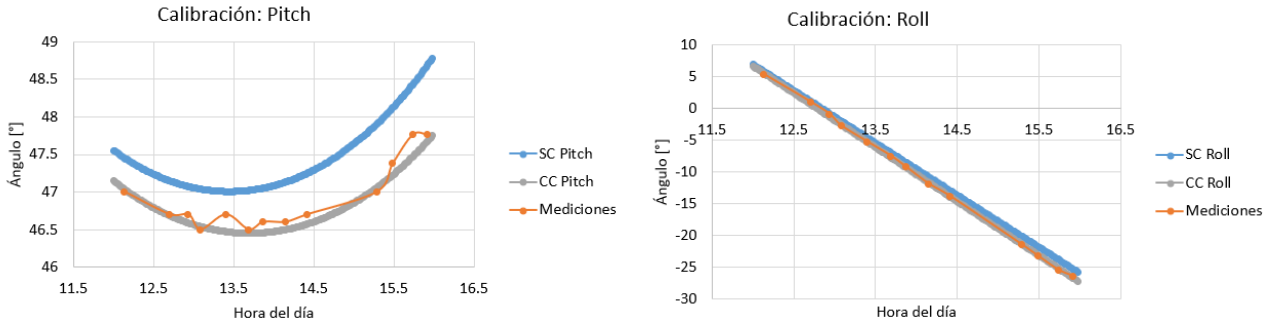 Calibración: Pitch
49
48.5
48
47.5
47
46.5
46
11.5 12.5 13.5 14.5 15.5 16.5
Ángulo [°]
Hora del día
SC Pitch
CC Pitch
Mediciones
Calibración: Roll
10
5
0
-5
-10
-15
-20
-25
-30
11.5 12.5 13.5 14.5 15.5 16.5
Ángulo [°]
Hora del día
SC Roll
CC Roll
Mediciones